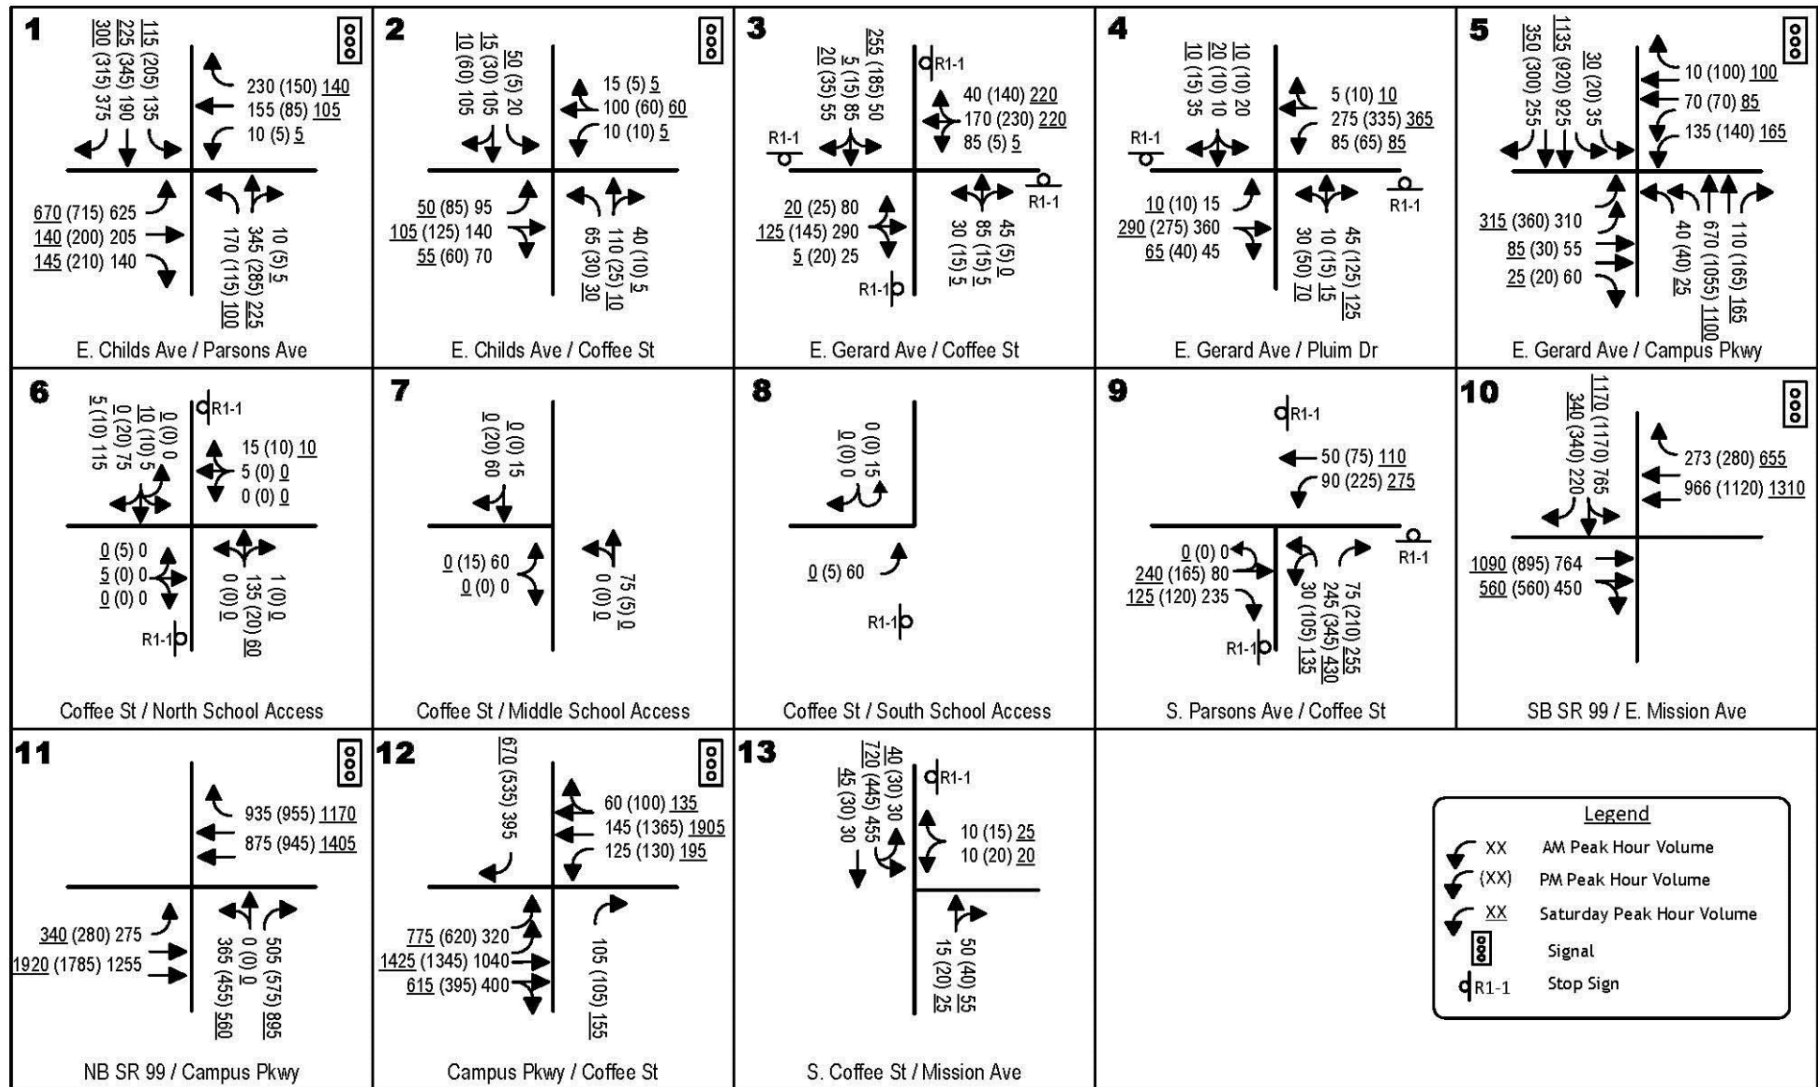 1
300 (315) 375
225 (345) 190
115 (205) 135
230 (150) 140
155 (85) 105
10 (5) 5
670 (715) 625
140 (200) 205
145 (210) 140
170 (115) 100
345 (285) 225
10 (5) 5
E. Childs Ave / Parsons Ave
2
10 (60) 105
15 (30) 105
50 (5) 20
15 (5) 5
100 (60) 60
10 (10) 5
50 (85) 95
105 (125) 140
55 (60) 70
65 (30) 30
110 (25) 10
40 (10) 5
E. Childs Ave / Coffee St
3
20 (35) 55
5 (15) 85
255 (185) 50
R1-1
40 (140) 220
170 (230) 220
85 (5) 5
R1-1
R1-1
20 (25) 80
125 (145) 290
5 (20) 25
R1-1
30 (15) 5
85 (15) 5
45 (5) 0
E. Gerard Ave / Coffee St
4
10 (15) 35
20 (10) 10
10 (10) 20
5 (10) 10
275 (335) 365
85 (65) 85
R1-1
R1-1
10 (10) 15
290 (275) 360
65 (40) 45
30 (50) 70
10 (15) 15
45 (125) 125
E. Gerard Ave / Pluim Dr
5
350 (300) 255
1135 (920) 925
30 (20) 35
10 (100) 100
70 (70) 85
135 (140) 165
315 (360) 310
85 (30) 55
25 (20) 60
40 (40) 25
670 (1055) 1100
110 (165) 165
E. Gerard Ave / Campus Pkwy
6
5 (10) 115
0 (20) 75
10 (10) 5
0 (0) 0
R1-1
15 (10) 10
5 (0) 0
0 (0) 0
0 (5) 0
5 (0) 0
0 (0) 0
R1-1
0 (0) 0
135 (20) 60
1 (0) 0
Coffee St / North School Access
7
0 (20) 60
0 (0) 15
0 (15) 60
0 (0) 0
0 (0) 0
75 (5) 0
Coffee St / Middle School Access
8
0 (0) 0
0 (0) 15
0 (5) 60
R1-1
Coffee St / South School Access
9
R1-1
50 (75) 110
90 (225) 275
R1-1
0 (0) 0
240 (165) 80
125 (120) 235
R1-1
30 (105) 135
245 (345) 430
75 (210) 255
S. Parsons Ave / Coffee St
10
340 (340) 220
1170 (1170) 765
273 (280) 655
966 (1120) 1310
1090 (895) 764
560 (560) 450
SB SR 99 / E. Mission Ave
11
935 (955) 1170
875 (945) 1405
340 (280) 275
1920 (1785) 1255
365 (455) 560
0 (0) 0
505 (575) 895
NB SR 99 / Campus Pkwy
12
670 (535) 395
60 (100) 135
145 (1365) 1905
125 (130) 195
775 (620) 320
1425 (1345) 1040
615 (395) 400
105 (105) 155
Campus Pkwy / Coffee St
13
45 (30) 30
720 (445) 455
40 (30) 30
R1-1
10 (15) 25
10 (20) 20
15 (20) 25
50 (40) 55
S. Coffee St / Mission Ave
Legend
XX AM Peak Hour Volume
(XX) PM Peak Hour Volume
XX Saturday Peak Hour Volume
Signal
R1-1 Stop Sign